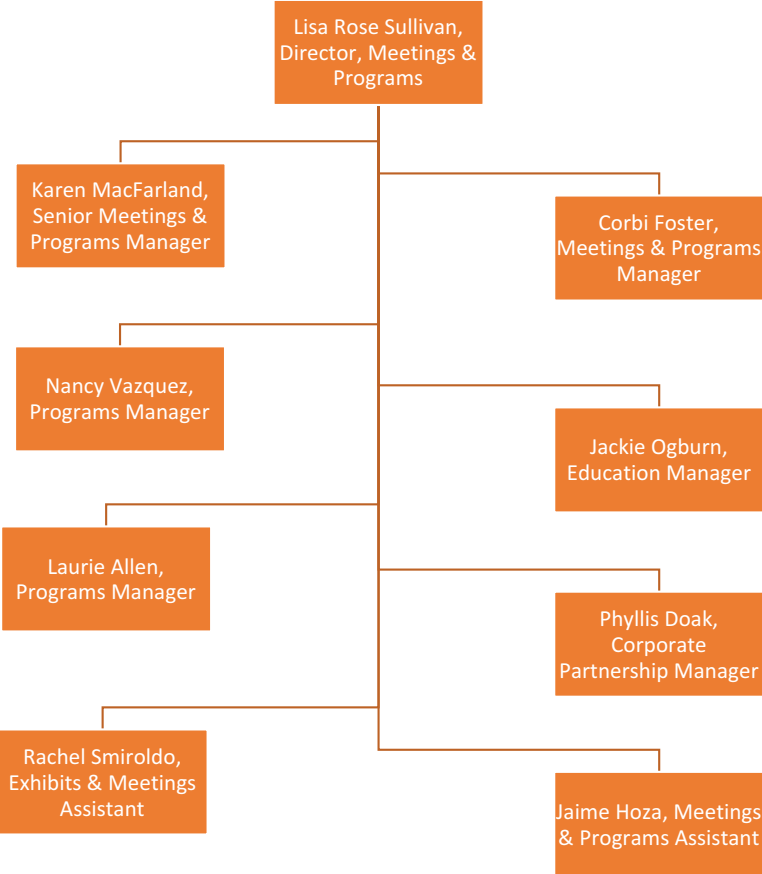 Lisa Rose Sullivan,
Director, Meetings &
Programs
Karen MacFarland,
Senior Meetings &
Programs Manager
Corbi Foster,
Meetings & Programs
Manager
Nancy Vazquez,
Programs Manager
Jackie Ogburn,
Education Manager
Laurie Allen,
Programs Manager
Phyllis Doak,
Corporate
Partnership Manager
Rachel Smiroldo,
Exhibits & Meetings
Assistant
Jaime Hoza, Meetings
& Programs Assistant